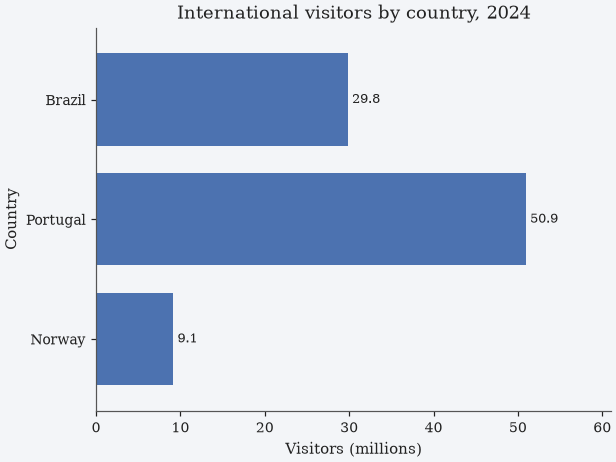 International visitors by country, 2024
Country
Brazil
29.8
Portugal
50.9
Norway
9.1
0 10 20 30 40 50 60
Visitors (millions)